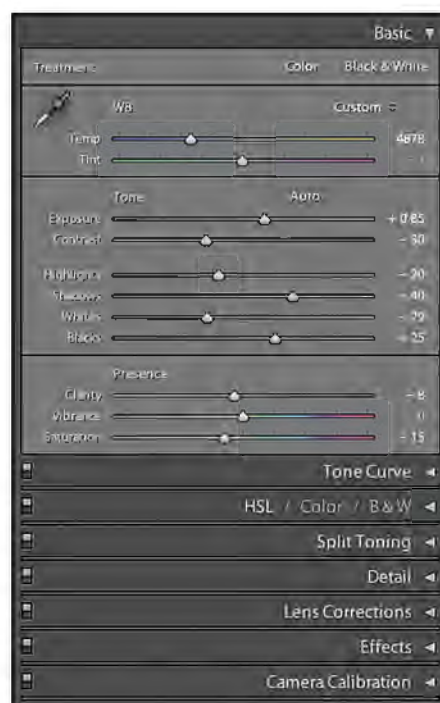 Basic
Treatment: Color Black & White
WB Custom
Temp 4878
Tint
Tone Auto
Exposure + 0.85
Contrast − 30
Highlights − 20
Shadows + 40
Whites
Blacks + 25
Presence
Clarity − 8
Vibrance 0
Saturation − 15
Tone Curve
HSL / Color / B & W
Split Toning
Detail
Lens Corrections
Effects
Camera Calibration